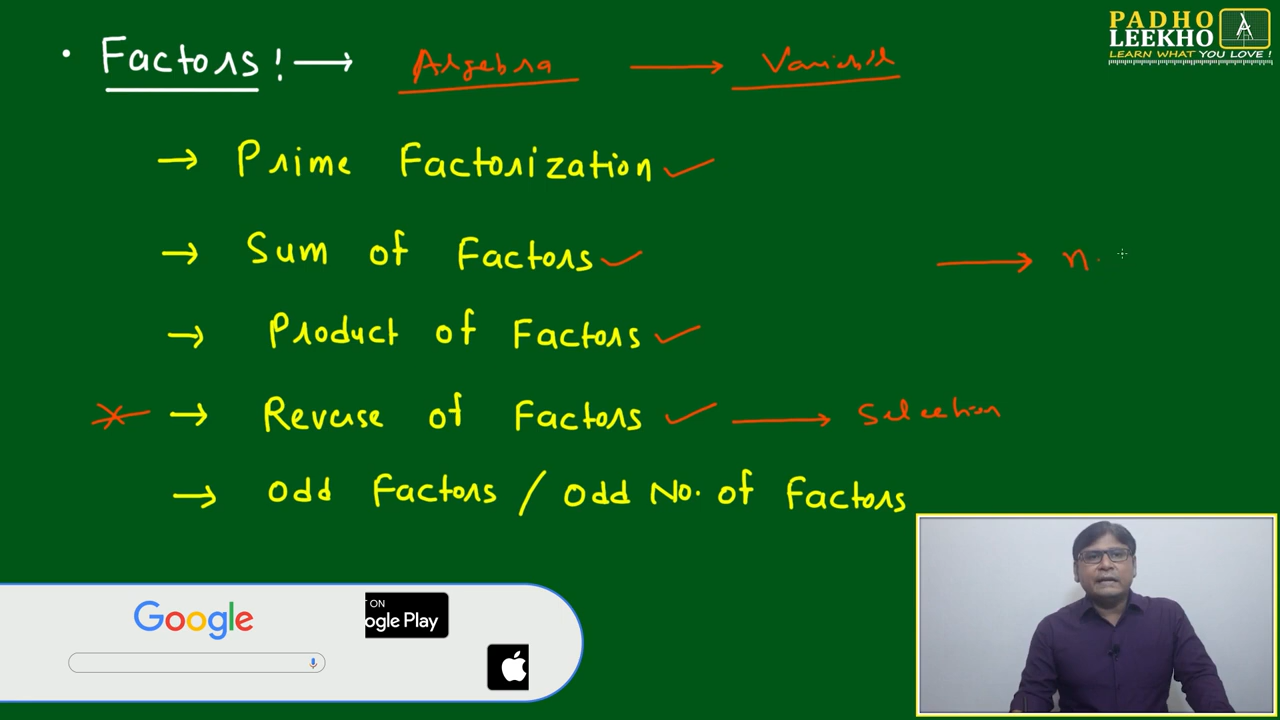 PADHO
LEEKHO
LEARN WHAT YOU LOVE !
• Factors! → Algebra → Variable
→ Prime Factorization ✓
→ Sum of Factors ✓ → n.
→ Product of Factors ✓
→ Reverse of Factors ✓ → Selection
→ Odd Factors / Odd No. of Factors
Google
ON
ogle Play